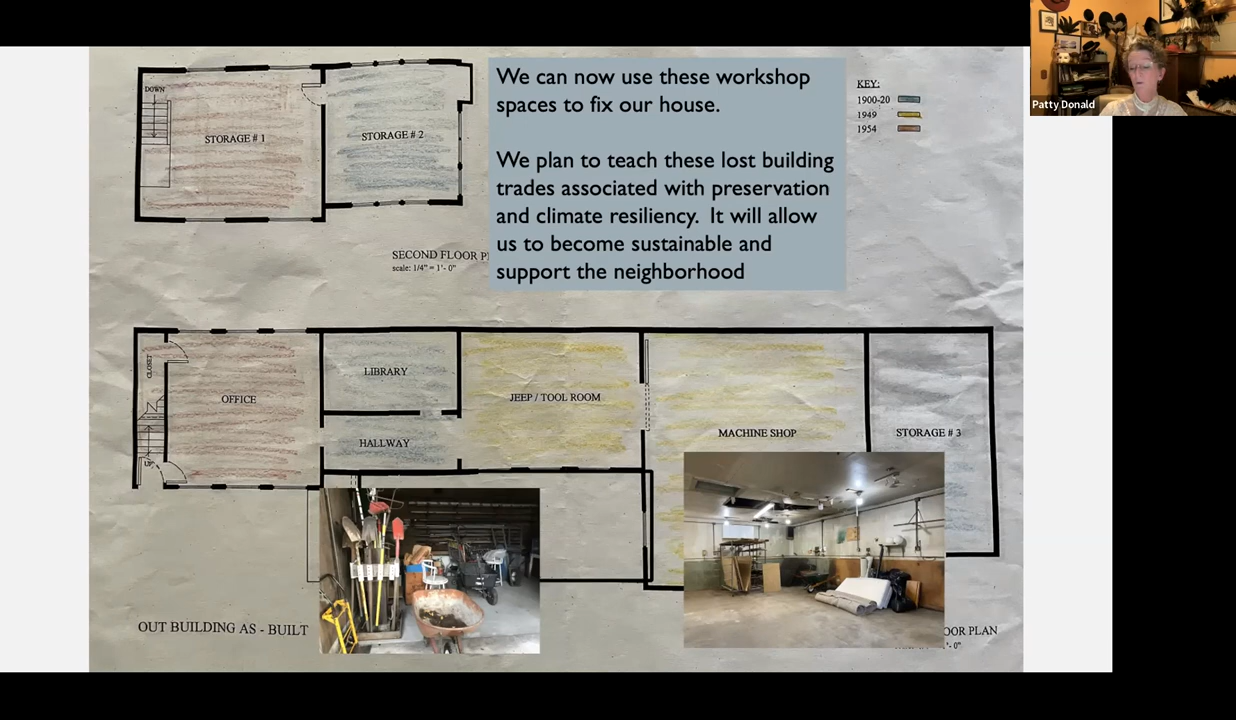 DOWN
STORAGE # 1
STORAGE # 2
SECOND FLOOR
scale: 1/4" = 1'- 0"
We can now use these workshop
spaces to fix our house.
We plan to teach these lost building
trades associated with preservation
and climate resiliency. It will allow
us to become sustainable and
support the neighborhood
KEY:
1900-20
1949
1954
Patty Donald
CLOSET
OFFICE
UP
LIBRARY
HALLWAY
JEEP / TOOL ROOM
MACHINE SHOP
STORAGE # 3
OUT BUILDING AS - BUILT
OOR PLAN